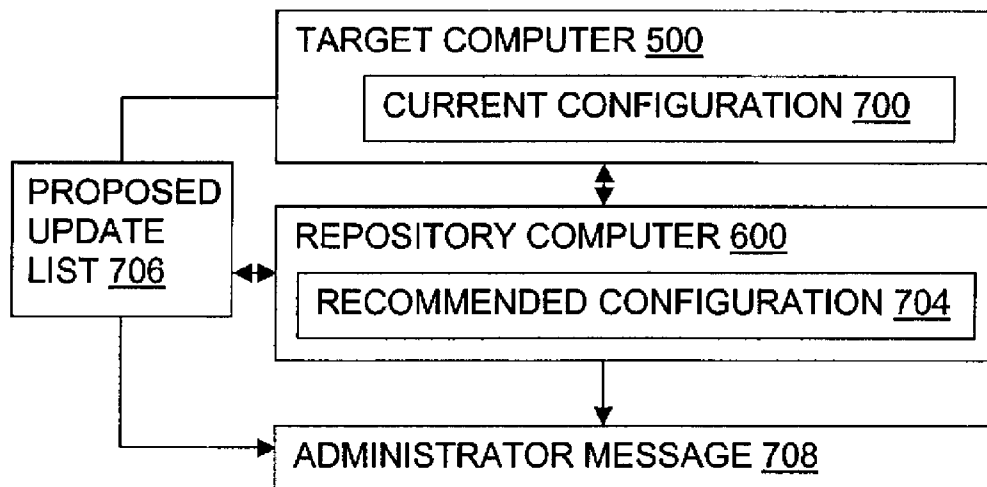 TARGET COMPUTER 500
CURRENT CONFIGURATION 700
PROPOSED
UPDATE
LIST 706
REPOSITORY COMPUTER 600
RECOMMENDED CONFIGURATION 704
ADMINISTRATOR MESSAGE 708